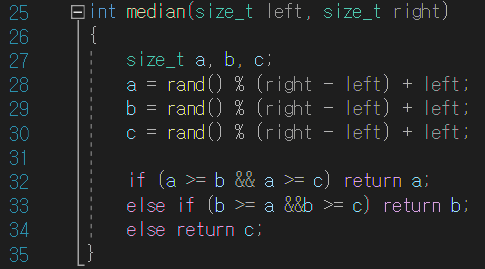 25 int median(size_t left, size_t right)
26 {
27 size_t a, b, c;
28 a = rand() % (right - left) + left;
29 b = rand() % (right - left) + left;
30 c = rand() % (right - left) + left;
31
32 if (a >= b && a >= c) return a;
33 else if (b >= a &&b >= c) return b;
34 else return c;
35 }